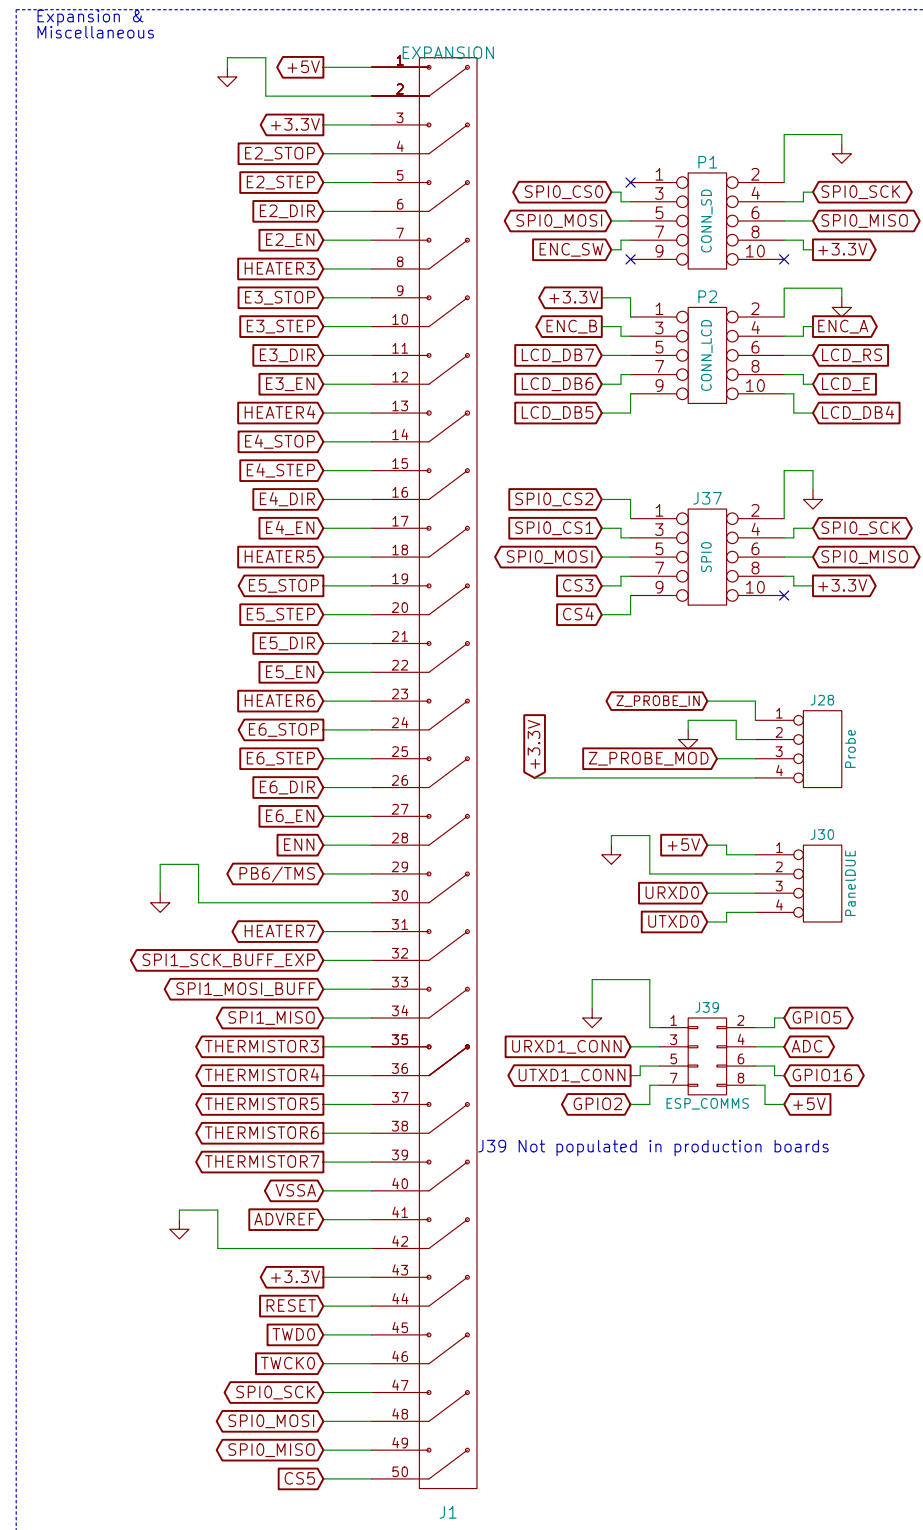 Expansion &
Miscellaneous
EXPANSION
+5V 1
2
+3.3V 3
E2_STOP 4
E2_STEP 5
E2_DIR 6
E2_EN 7
HEATER3 8
E3_STOP 9
E3_STEP 10
E3_DIR 11
E3_EN 12
HEATER4 13
E4_STOP 14
E4_STEP 15
E4_DIR 16
E4_EN 17
HEATER5 18
E5_STOP 19
E5_STEP 20
E5_DIR 21
E5_EN 22
HEATER6 23
E6_STOP 24
E6_STEP 25
E6_DIR 26
E6_EN 27
ENN 28
PB6/TMS 29
30
HEATER7 31
SPI1_SCK_BUFF_EXP 32
SPI1_MOSI_BUFF 33
SPI1_MISO 34
THERMISTOR3 35
THERMISTOR4 36
THERMISTOR5 37
THERMISTOR6 38
THERMISTOR7 39
VSSA 40
ADVREF 41
42
+3.3V 43
RESET 44
TWD0 45
TWCK0 46
SPI0_SCK 47
SPI0_MOSI 48
SPI0_MISO 49
CS5 50
J1
P1
CONN_SD
1 2
SPI0_CS0 3 4 SPI0_SCK
SPI0_MOSI 5 6 SPI0_MISO
ENC_SW 7 8 +3.3V
9 10
P2
CONN_LCD
+3.3V 1 2
ENC_B 3 4 ENC_A
LCD_DB7 5 6 LCD_RS
LCD_DB6 7 8 LCD_E
LCD_DB5 9 10 LCD_DB4
J37
SPI0
SPI0_CS2 1 2
SPI0_CS1 3 4 SPI0_SCK
SPI0_MOSI 5 6 SPI0_MISO
CS3 7 8 +3.3V
CS4 9 10
J28
Probe
Z_PROBE_IN 1
2
Z_PROBE_MOD 3
+3.3V 4
J30
PanelDUE
+5V 1
2
URXD0 3
UTXD0 4
J39
1 2 GPIO5
URXD1_CONN 3 4 ADC
UTXD1_CONN 5 6 GPIO16
GPIO2 7 8 +5V
ESP_COMMS
J39 Not populated in production boards